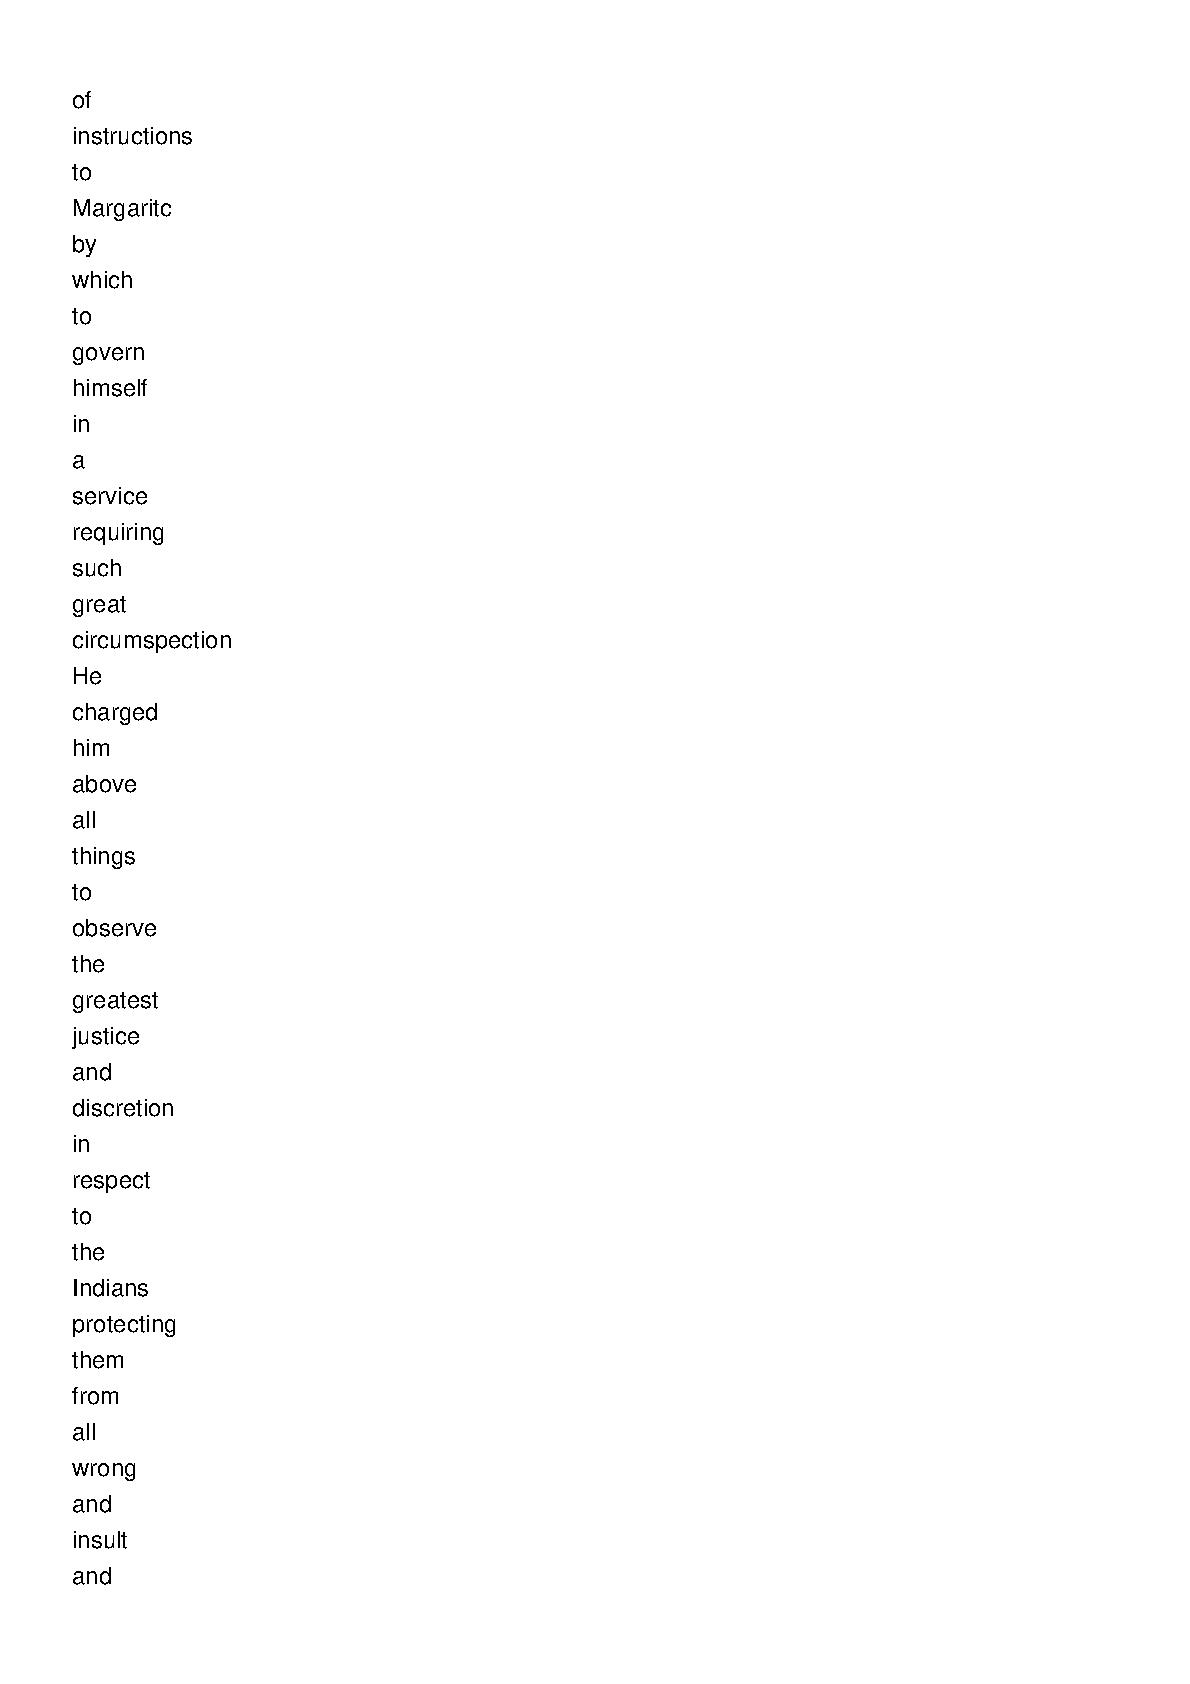 of
instructions
to
Margaritc
by
which
to
govern
himself
in
a
service
requiring
such
great
circumspection
He
charged
him
above
all
things
to
observe
the
greatest
justice
and
discretion
in
respect
to
the
Indians
protecting
them
from
all
wrong
and
insult
and